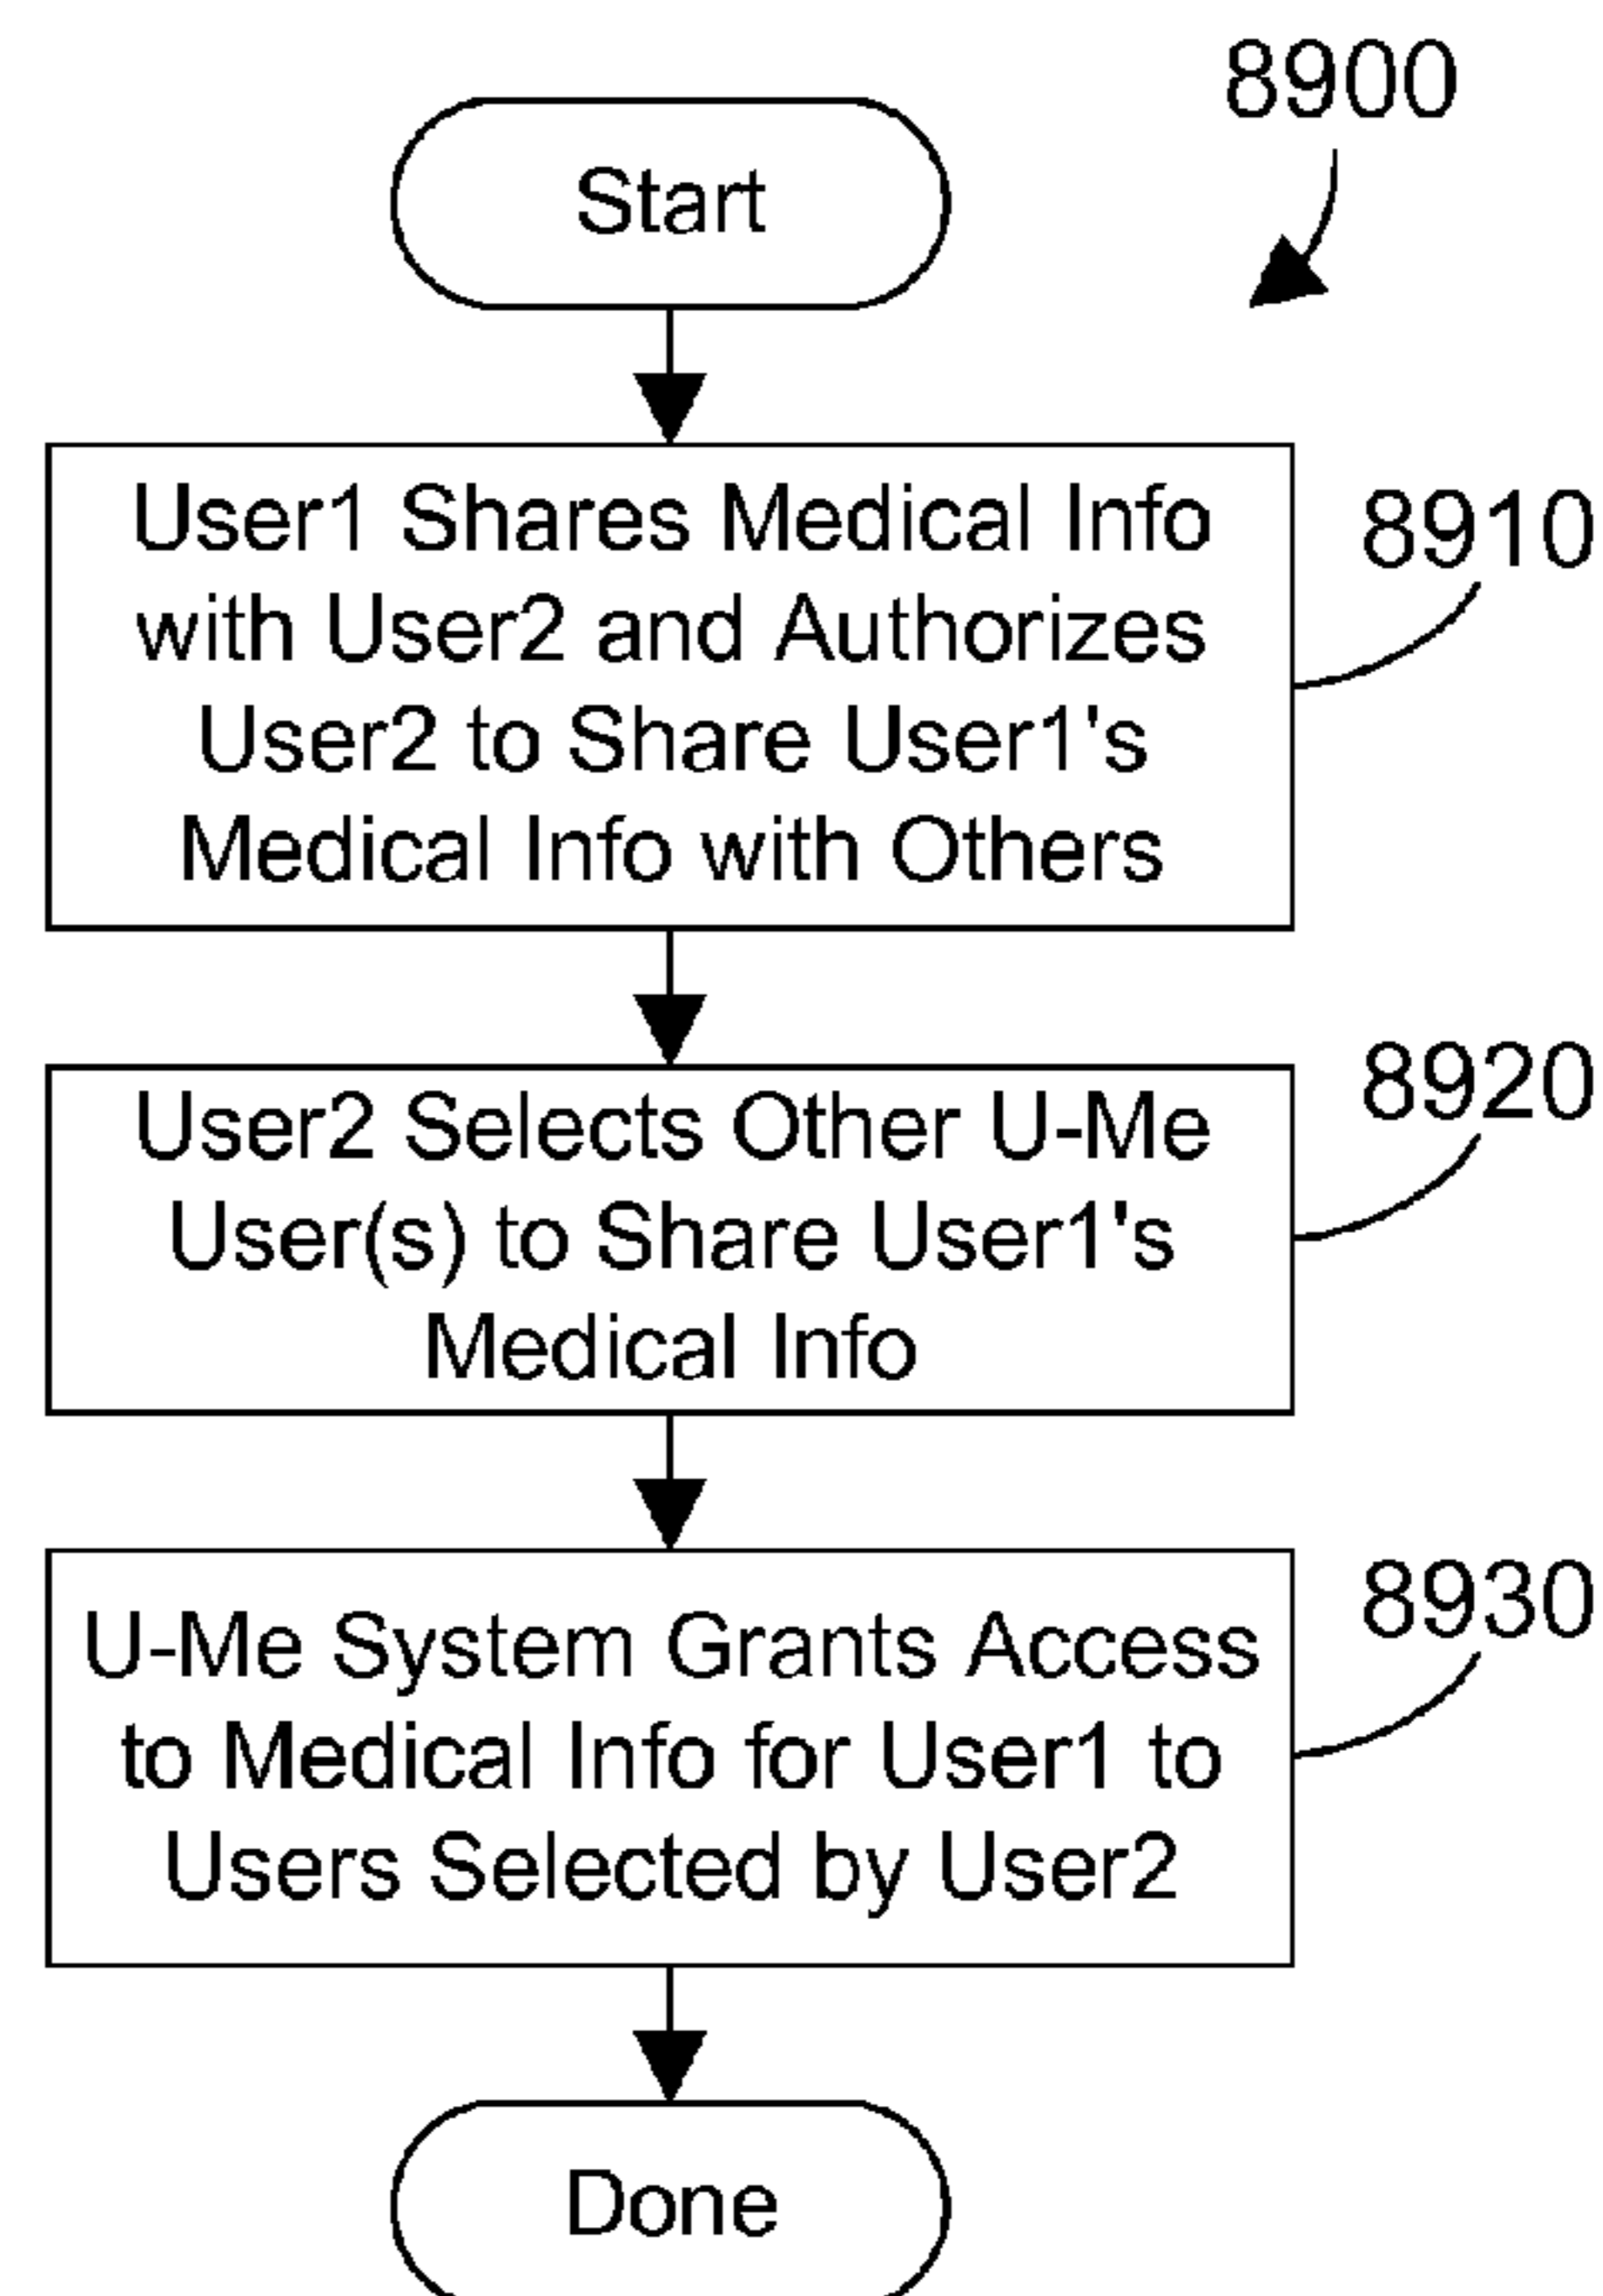 8900
Start
User1 Shares Medical Info
with User2 and Authorizes
User2 to Share User1's
Medical Info with Others
8910
User2 Selects Other U-Me
User(s) to Share User1's
Medical Info
8920
U-Me System Grants Access
to Medical Info for User1 to
Users Selected by User2
8930
Done